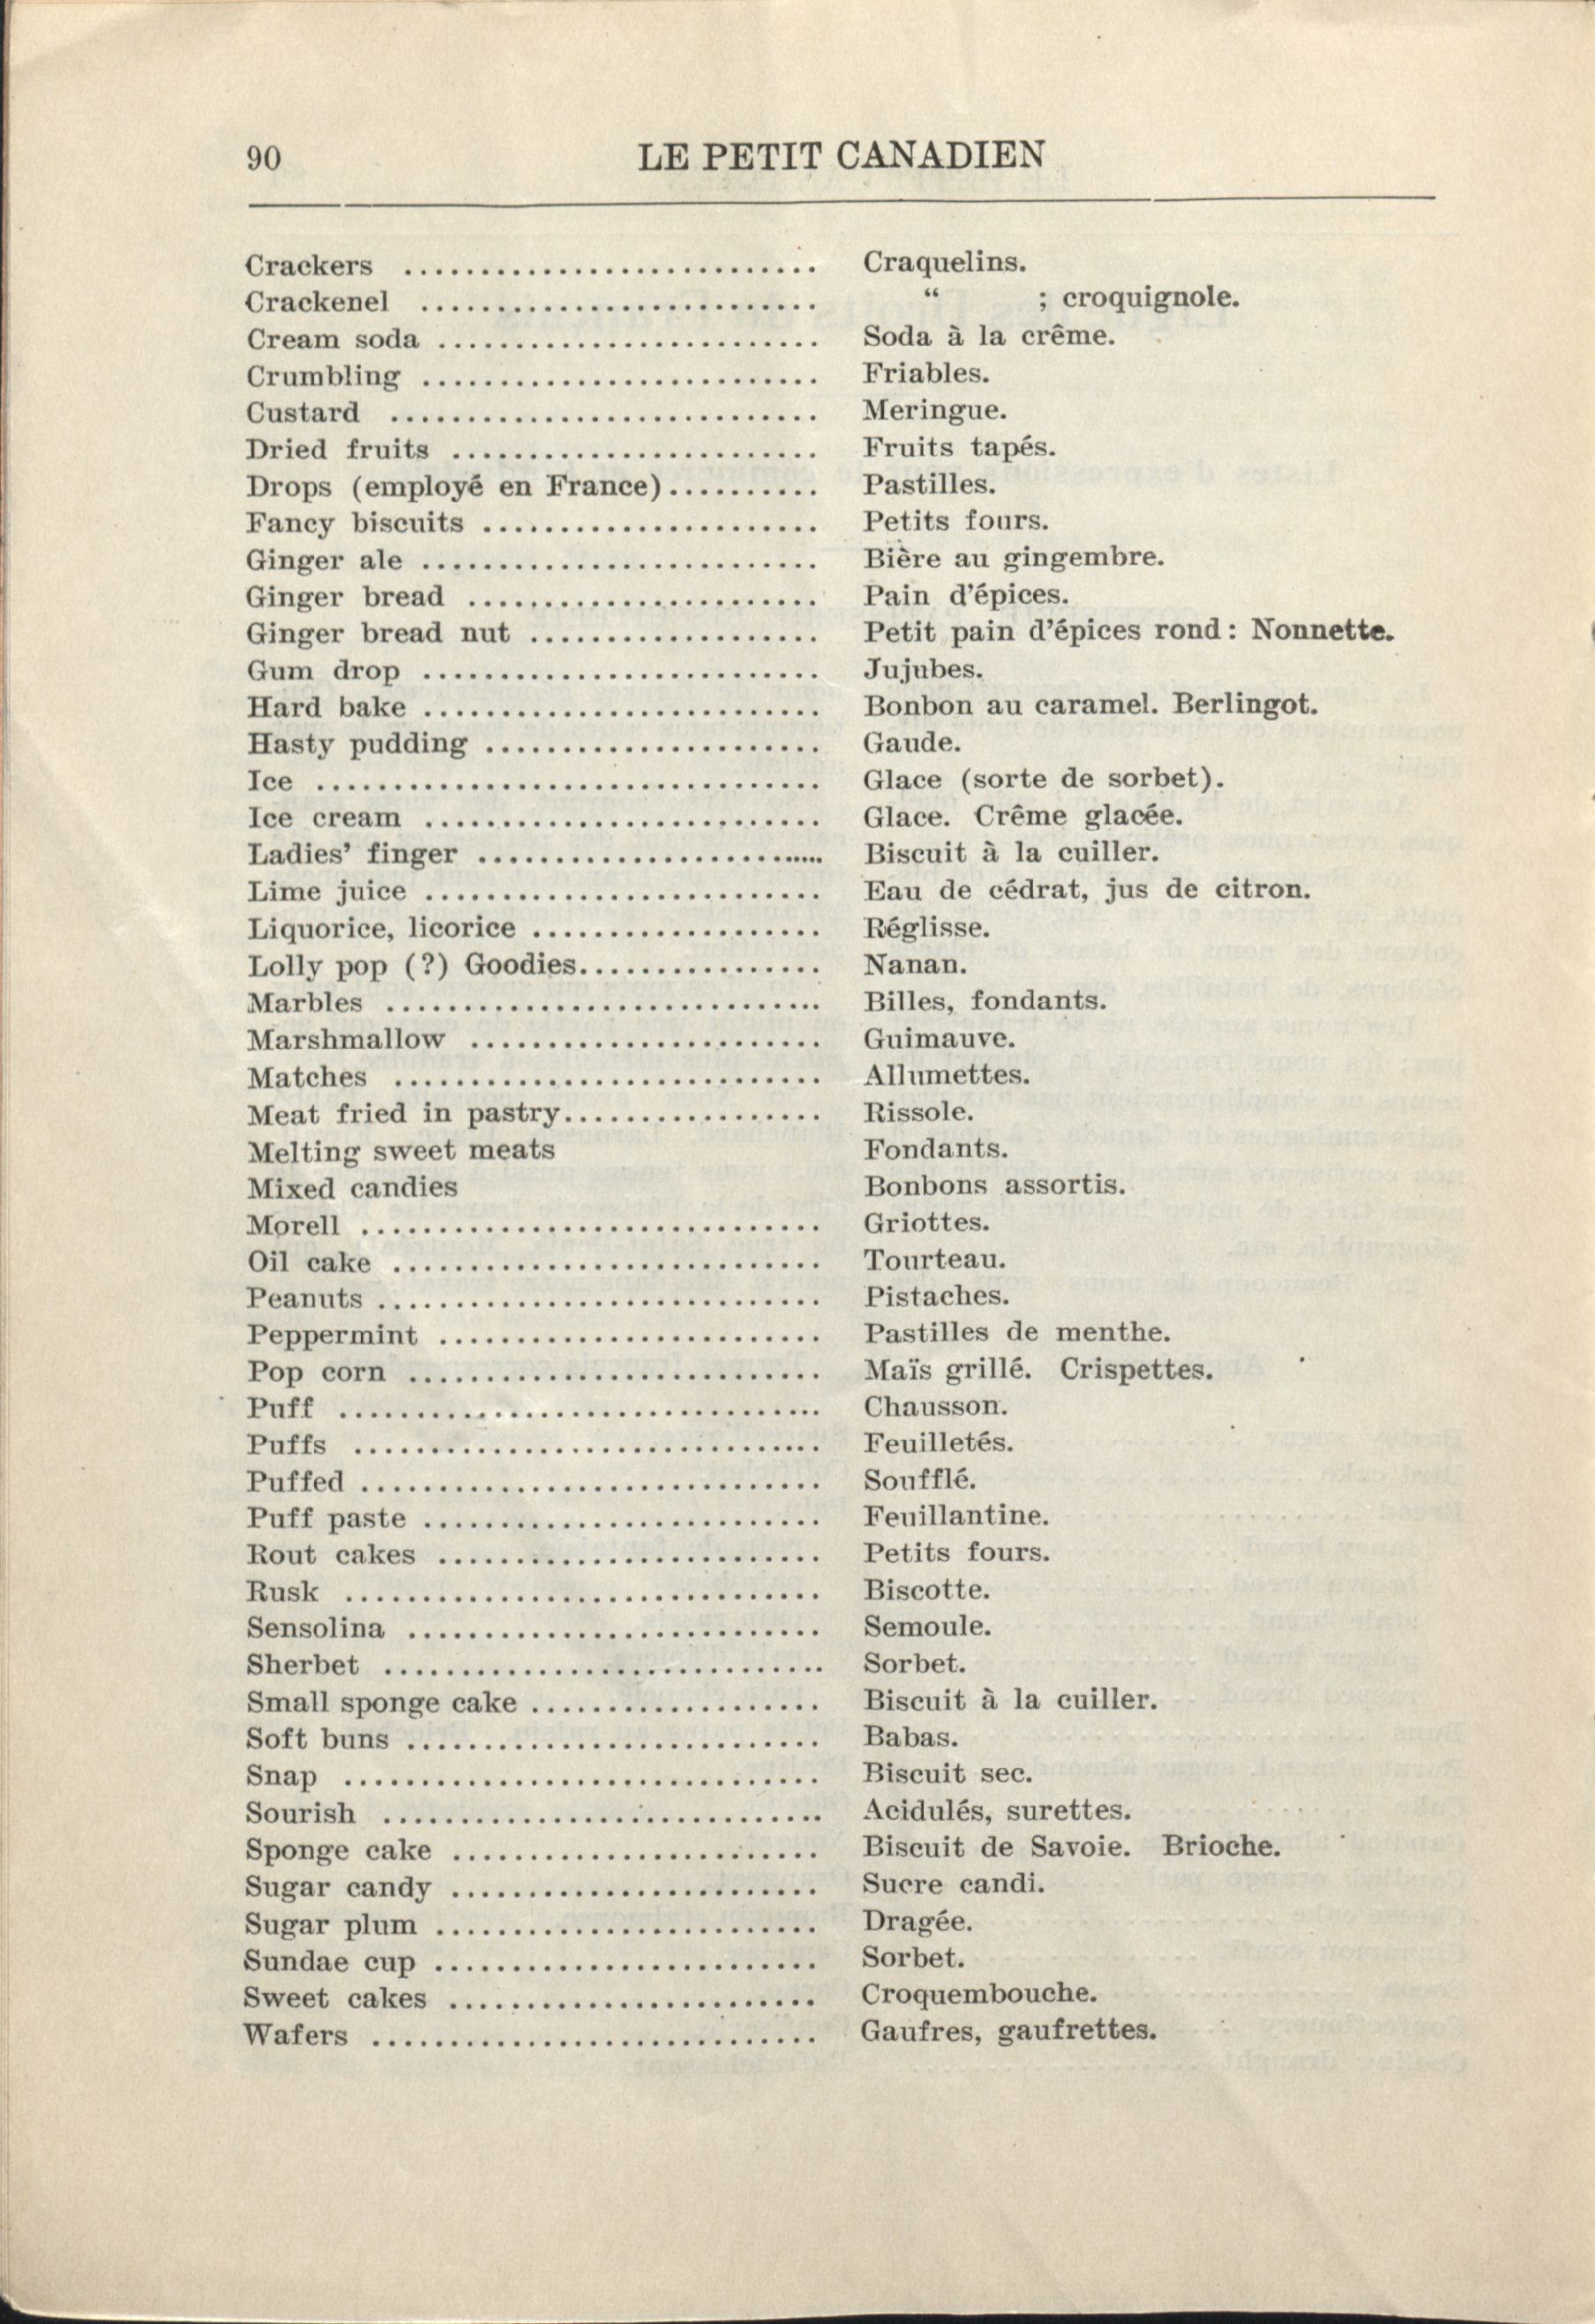 90 LE PETIT CANADIEN
Crackers ........................... Craquelins.
Crackenel .......................... “ ; croquignole.
Cream soda ......................... Soda à la crême.
Crumbling .......................... Friables.
Custard ............................ Meringue.
Dried fruits ........................ Fruits tapés.
Drops (employé en France).......... Pastilles.
Fancy biscuits ...................... Petits fours.
Ginger ale .......................... Bière au gingembre.
Ginger bread ....................... Pain d’épices.
Ginger bread nut ................... Petit pain d’épices rond: Nonnette.
Gum drop .......................... Jujubes.
Hard bake .......................... Bonbon au caramel. Berlingot.
Hasty pudding ...................... Gaude.
Ice ................................. Glace (sorte de sorbet).
Ice cream .......................... Glace. Crême glacée.
Ladies’ finger ......................... Biscuit à la cuiller.
Lime juice .......................... Eau de cédrat, jus de citron.
Liquorice, licorice ................... Réglisse.
Lolly pop (?) Goodies................ Nanan.
Marbles ............................. Billes, fondants.
Marshmallow ....................... Guimauve.
Matches ............................ Allumettes.
Meat fried in pastry................. Rissole.
Melting sweet meats Fondants.
Mixed candies Bonbons assortis.
Morell .............................. Griottes.
Oil cake ............................ Tourteau.
Peanuts ............................. Pistaches.
Peppermint ......................... Pastilles de menthe.
Pop corn ........................... Maïs grillé. Crispettes.
Puff ................................ Chausson.
Puffs ............................... Feuilletés.
Puffed .............................. Soufflé.
Puff paste .......................... Feuillantine.
Rout cakes ......................... Petits fours.
Rusk ............................... Biscotte.
Sensolina ........................... Semoule.
Sherbet ............................. Sorbet.
Small sponge cake ................... Biscuit à la cuiller.
Soft buns ........................... Babas.
Snap ............................... Biscuit sec.
Sourish ............................. Acidulés, surettes.
Sponge cake ........................ Biscuit de Savoie. Brioche.
Sugar candy ........................ Sucre candi.
Sugar plum ......................... Dragée.
Sundae cup ......................... Sorbet.
Sweet cakes ........................ Croquembouche.
Wafers ............................. Gaufres, gaufrettes.